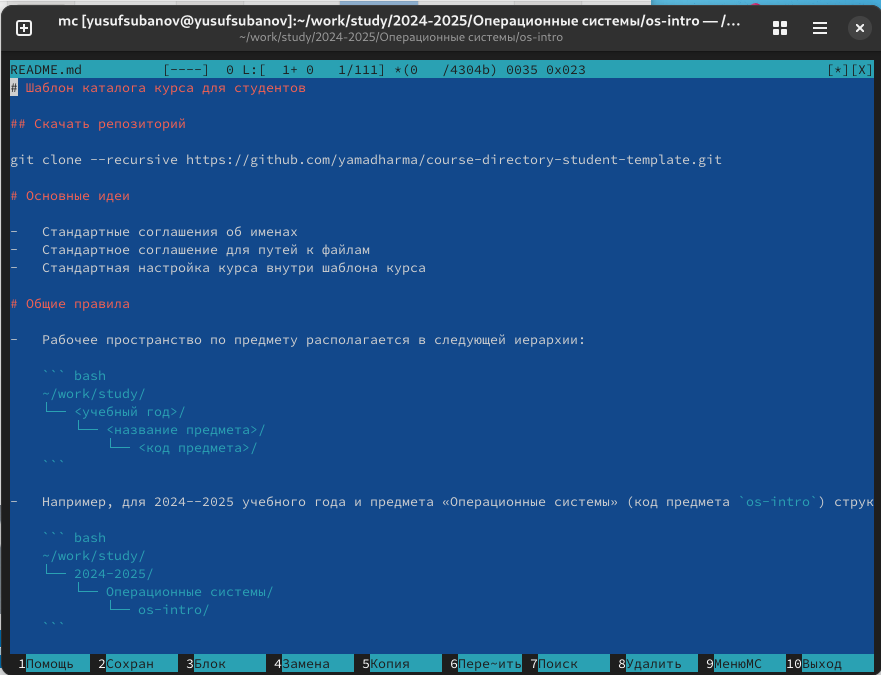 mc [yusufsubanov@yusufsubanov]:~/work/study/2024-2025/Операционные системы/os-intro — /...
~/work/study/2024-2025/Операционные системы/os-intro
README.md [----] 0 L:[ 1+ 0 1/111] *(0 /4304b) 0035 0x023 [*][X]
# Шаблон каталога курса для студентов
## Скачать репозиторий
git clone --recursive https://github.com/yamadharma/course-directory-student-template.git
# Основные идеи
- Стандартные соглашения об именах
- Стандартное соглашение для путей к файлам
- Стандартная настройка курса внутри шаблона курса
# Общие правила
- Рабочее пространство по предмету располагается в следующей иерархии:
``` bash
~/work/study/
└── <учебный год>/
└── <название предмета>/
└── <код предмета>/
```
- Например, для 2024--2025 учебного года и предмета «Операционные системы» (код предмета `os-intro`) струк
``` bash
~/work/study/
└── 2024-2025/
└── Операционные системы/
└── os-intro/
```
1Помощь 2Сохран 3Блок 4Замена 5Копия 6Пере~ить 7Поиск 8Удалить 9МенюMC 10Выход